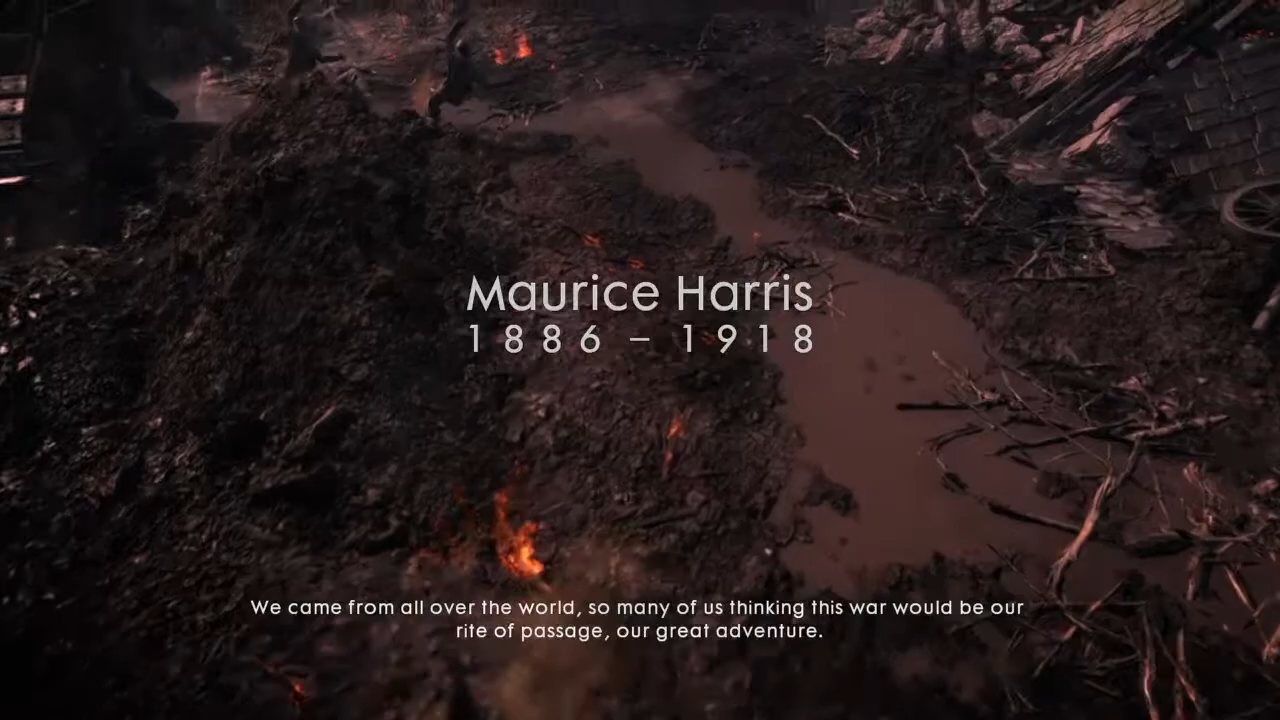 Maurice Harris
1886 – 1918
We came from all over the world, so many of us thinking this war would be our
rite of passage, our great adventure.